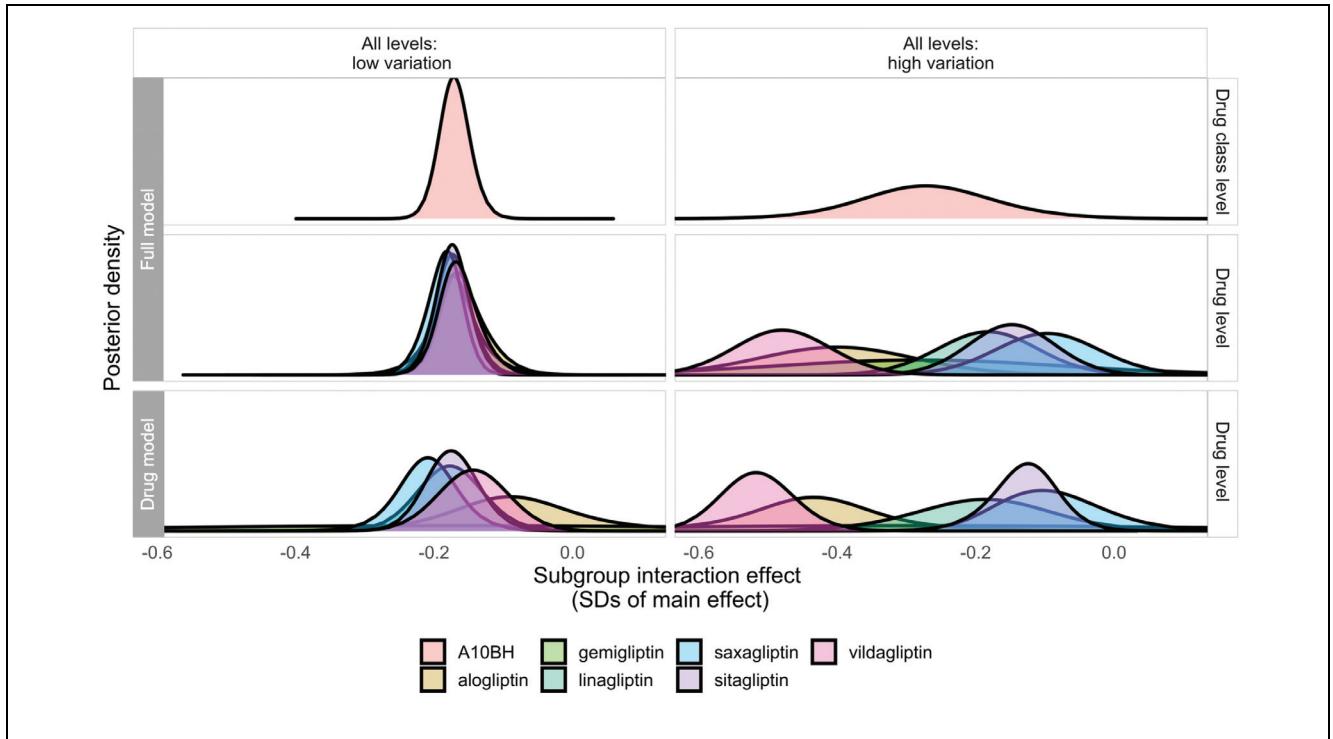 All levels:
low variation
All levels:
high variation
Posterior density
Full model
Drug model
Drug class level
Drug level
Drug level
-0.6 -0.4 -0.2 0.0 -0.6 -0.4 -0.2 0.0
Subgroup interaction effect
(SDs of main effect)
A10BH gemigliptin saxagliptin vildagliptin
alogliptin linagliptin sitagliptin